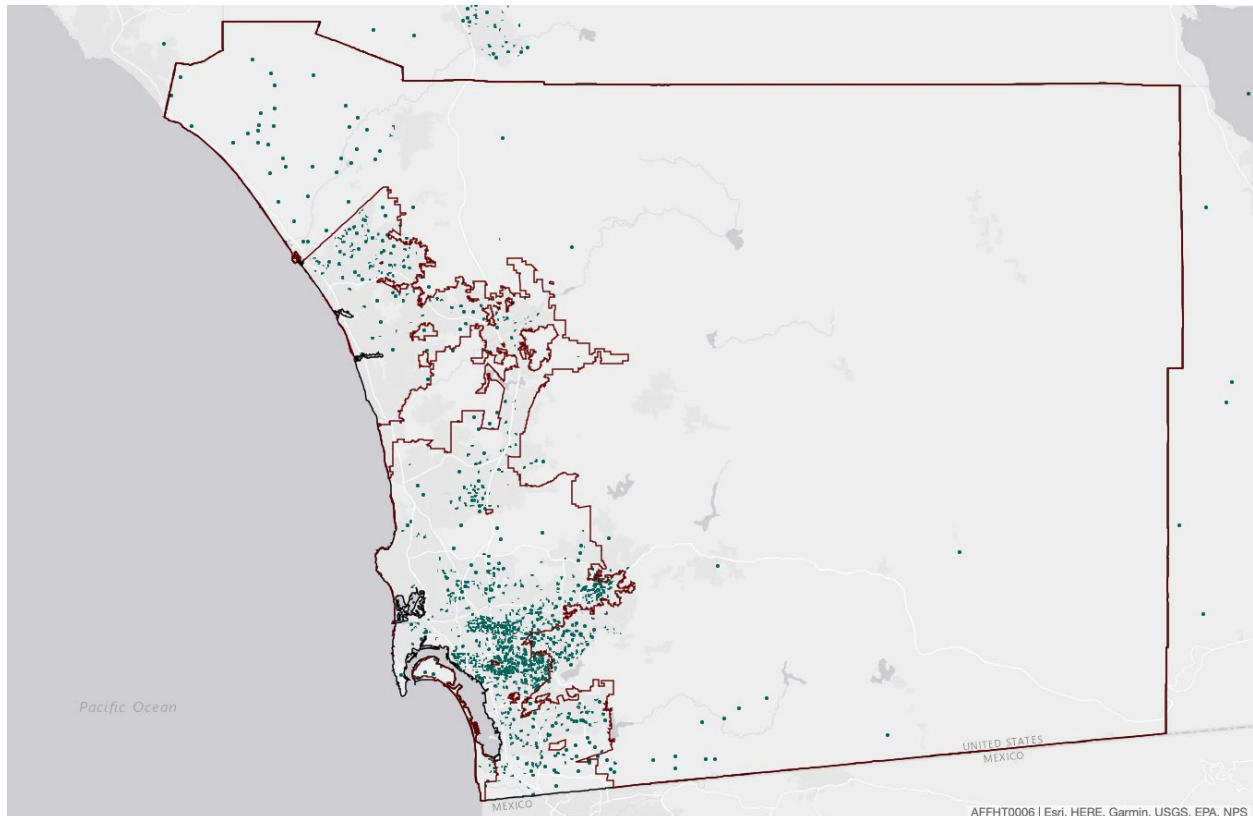 Pacific Ocean
UNITED STATES
MEXICO
MEXICO
AFFHT0006 | Esri, HERE, Garmin, USGS, EPA, NPS